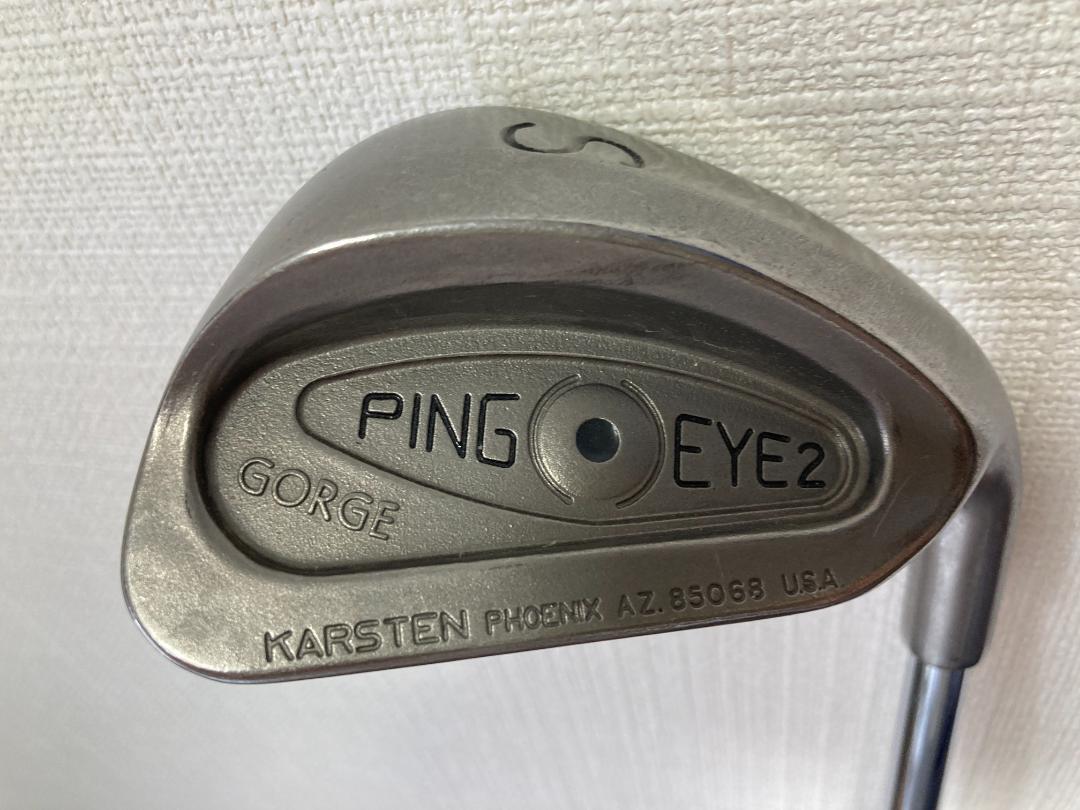 S
PING EYE2
GORGE
KARSTEN PHOENIX AZ. 85068 U.S.A.